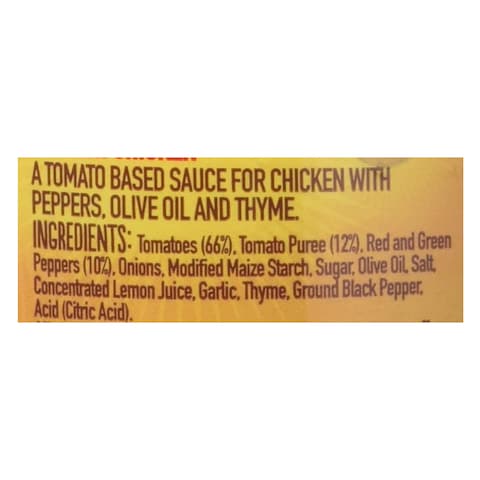 A TOMATO BASED SAUCE FOR CHICKEN WITH
PEPPERS, OLIVE OIL AND THYME.
INGREDIENTS: Tomatoes (66%), Tomato Puree (12%), Red and Green
Peppers (10%), Onions, Modified Maize Starch, Sugar, Olive Oil, Salt,
Concentrated Lemon Juice, Garlic, Thyme, Ground Black Pepper,
Acid (Citric Acid).